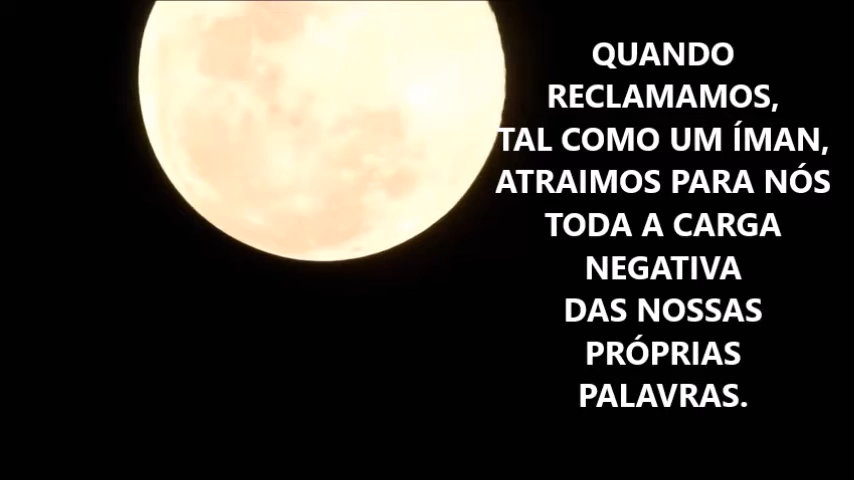 QUANDO
RECLAMAMOS,
TAL COMO UM ÍMAN,
ATRAIMOS PARA NÓS
TODA A CARGA
NEGATIVA
DAS NOSSAS
PRÓPRIAS
PALAVRAS.